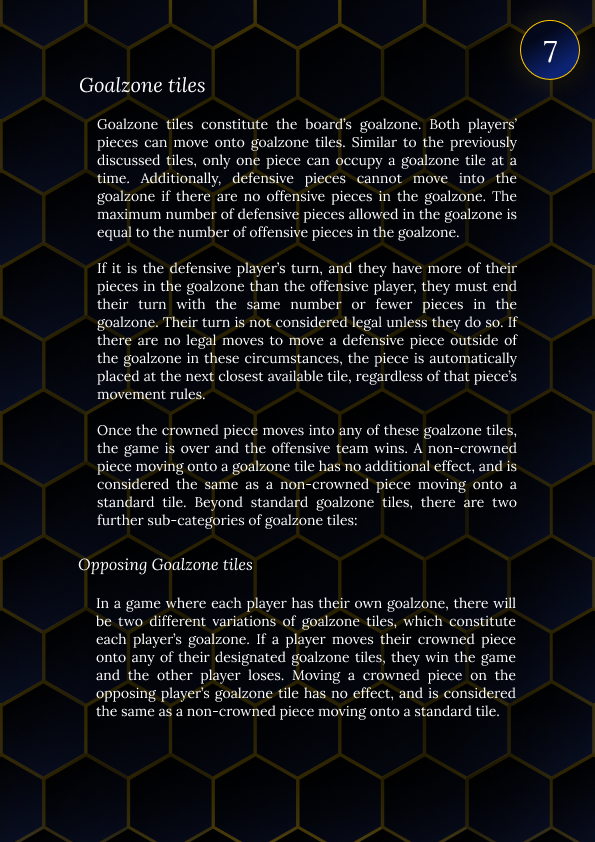 7
Goalzone tiles
Goalzone tiles constitute the board's goalzone. Both players'
pieces can move onto goalzone tiles. Similar to the previously
discussed tiles, only one piece can occupy a goalzone tile at a
time. Additionally, defensive pieces cannot move into the
goalzone if there are no offensive pieces in the goalzone. The
maximum number of defensive pieces allowed in the goalzone is
equal to the number of offensive pieces in the goalzone.
If it is the defensive player's turn, and they have more of their
pieces in the goalzone than the offensive player, they must end
their turn with the same number or fewer pieces in the
goalzone. Their turn is not considered legal unless they do so. If
there are no legal moves to move a defensive piece outside of
the goalzone in these circumstances, the piece is automatically
placed at the next closest available tile, regardless of that piece's
movement rules.
Once the crowned piece moves into any of these goalzone tiles,
the game is over and the offensive team wins. A non-crowned
piece moving onto a goalzone tile has no additional effect, and is
considered the same as a non-crowned piece moving onto a
standard tile. Beyond standard goalzone tiles, there are two
further sub-categories of goalzone tiles:
Opposing Goalzone tiles
In a game where each player has their own goalzone, there will
be two different variations of goalzone tiles, which constitute
each player's goalzone. If a player moves their crowned piece
onto any of their designated goalzone tiles, they win the game
and the other player loses. Moving a crowned piece on the
opposing player's goalzone tile has no effect, and is considered
the same as a non-crowned piece moving onto a standard tile.